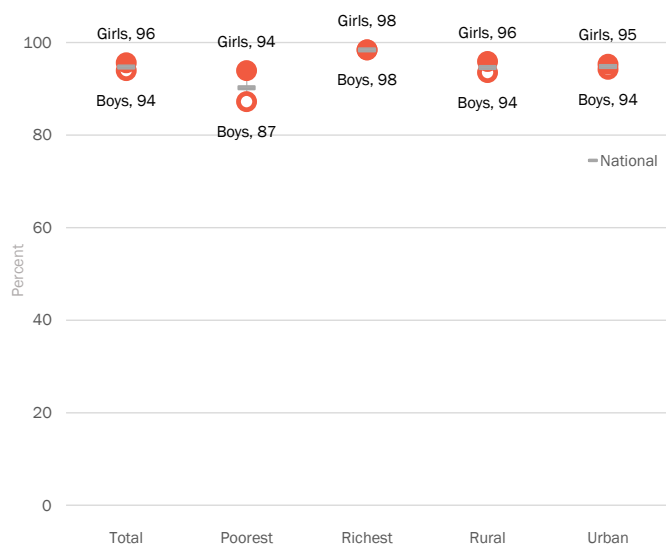 Girls, 98
Girls, 96
Girls, 94
Girls, 96
Girls, 95
100
Boys, 94
Boys, 87
Boys, 98
Boys, 94
Boys, 94
80
National
60
Percent
40
20
0
Total
Poorest
Richest
Rural
Urban